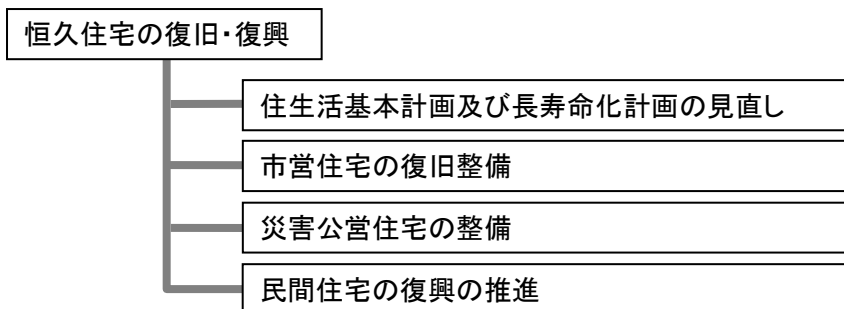 恒久住宅の復旧・復興
住生活基本計画及び長寿命化計画の見直し
市営住宅の復旧整備
災害公営住宅の整備
民間住宅の復興の推進